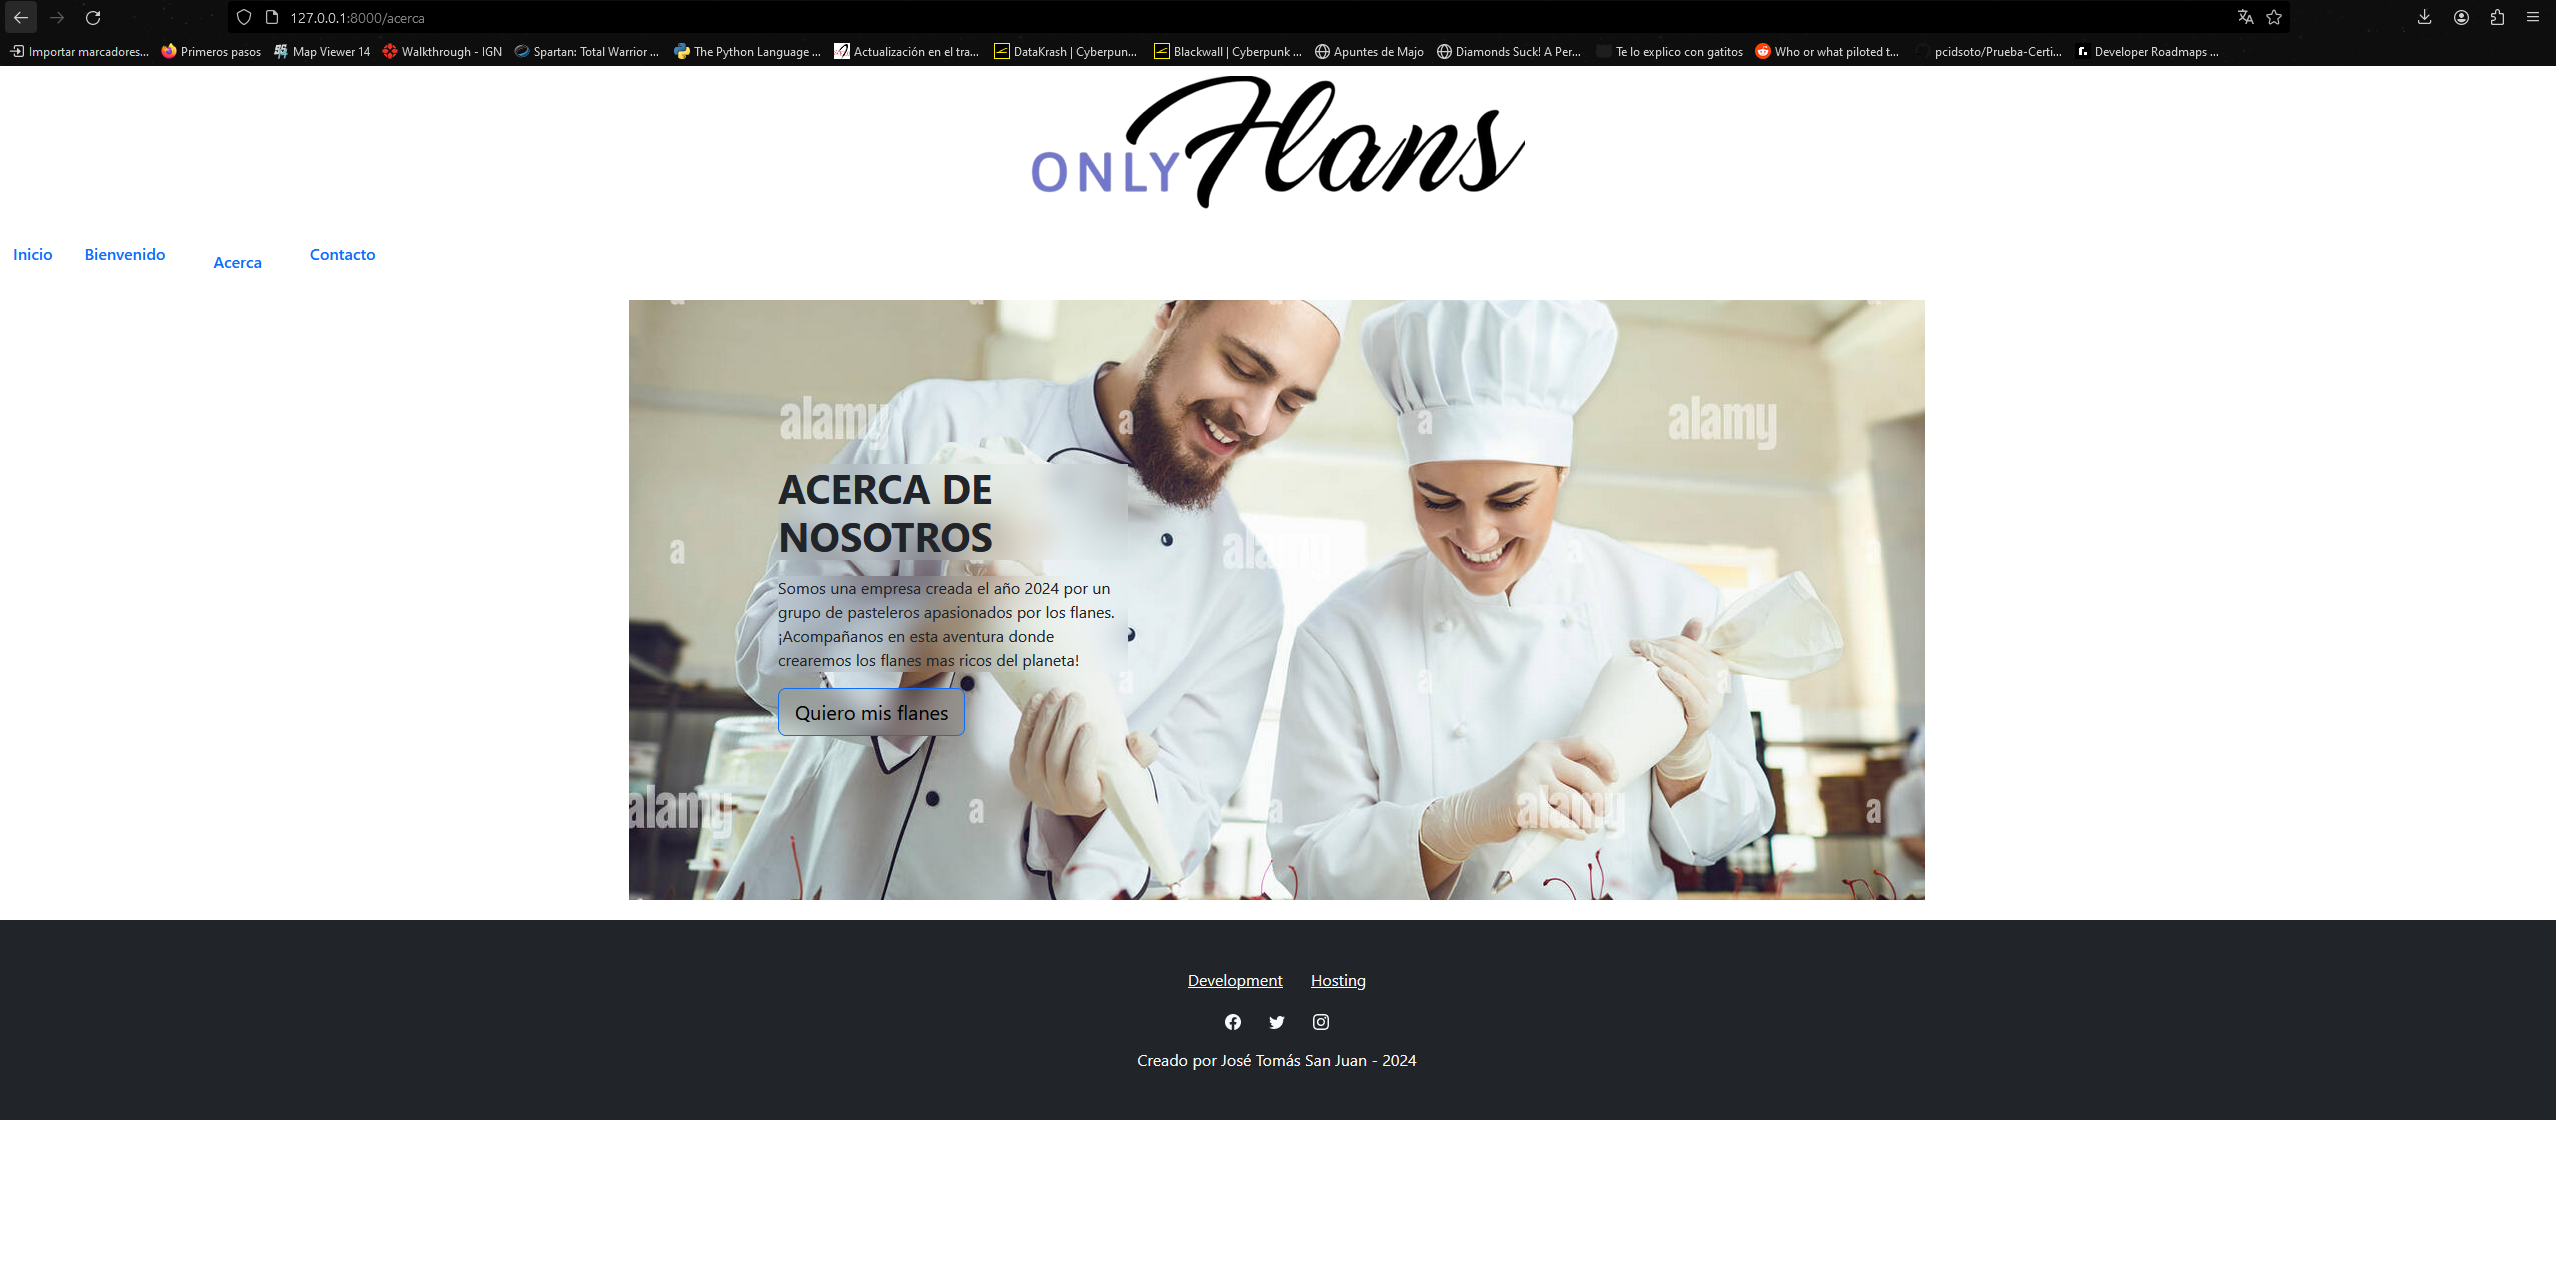 127.0.0.1:8000/acerca
Importar marcadores... Primeros pasos Map Viewer 14 Walkthrough - IGN Spartan: Total Warrior ... The Python Language ... Actualización en el tra... DataKrash | Cyberpun... Blackwall | Cyberpunk ... Apuntes de Majo Diamonds Suck! A Per... Te lo explico con gatitos Who or what piloted t... pcidsoto/Prueba-Certi... Developer Roadmaps ...
ONLY Flans
Inicio Bienvenido Acerca Contacto
alamy a a alamy
ACERCA DE
NOSOTROS
a alamy a a
Somos una empresa creada el año 2024 por un
grupo de pasteleros apasionados por los flanes.
¡Acompañanos en esta aventura donde
crearemos los flanes mas ricos del planeta!
a a a
Quiero mis flanes
alamy a a alamy a
Development Hosting
Creado por José Tomás San Juan - 2024